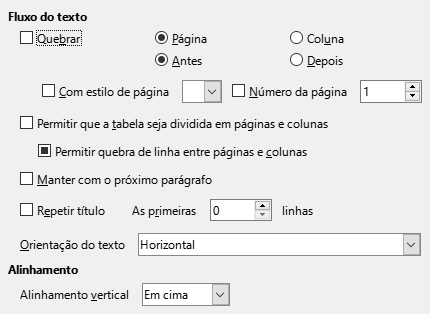 Fluxo do texto
Quebrar Página Coluna
Antes Depois
Com estilo de página Número da página 1
Permitir que a tabela seja dividida em páginas e colunas
Permitir quebra de linha entre páginas e colunas
Manter com o próximo parágrafo
Repetir título As primeiras 0 linhas
Orientação do texto Horizontal
Alinhamento
Alinhamento vertical Em cima